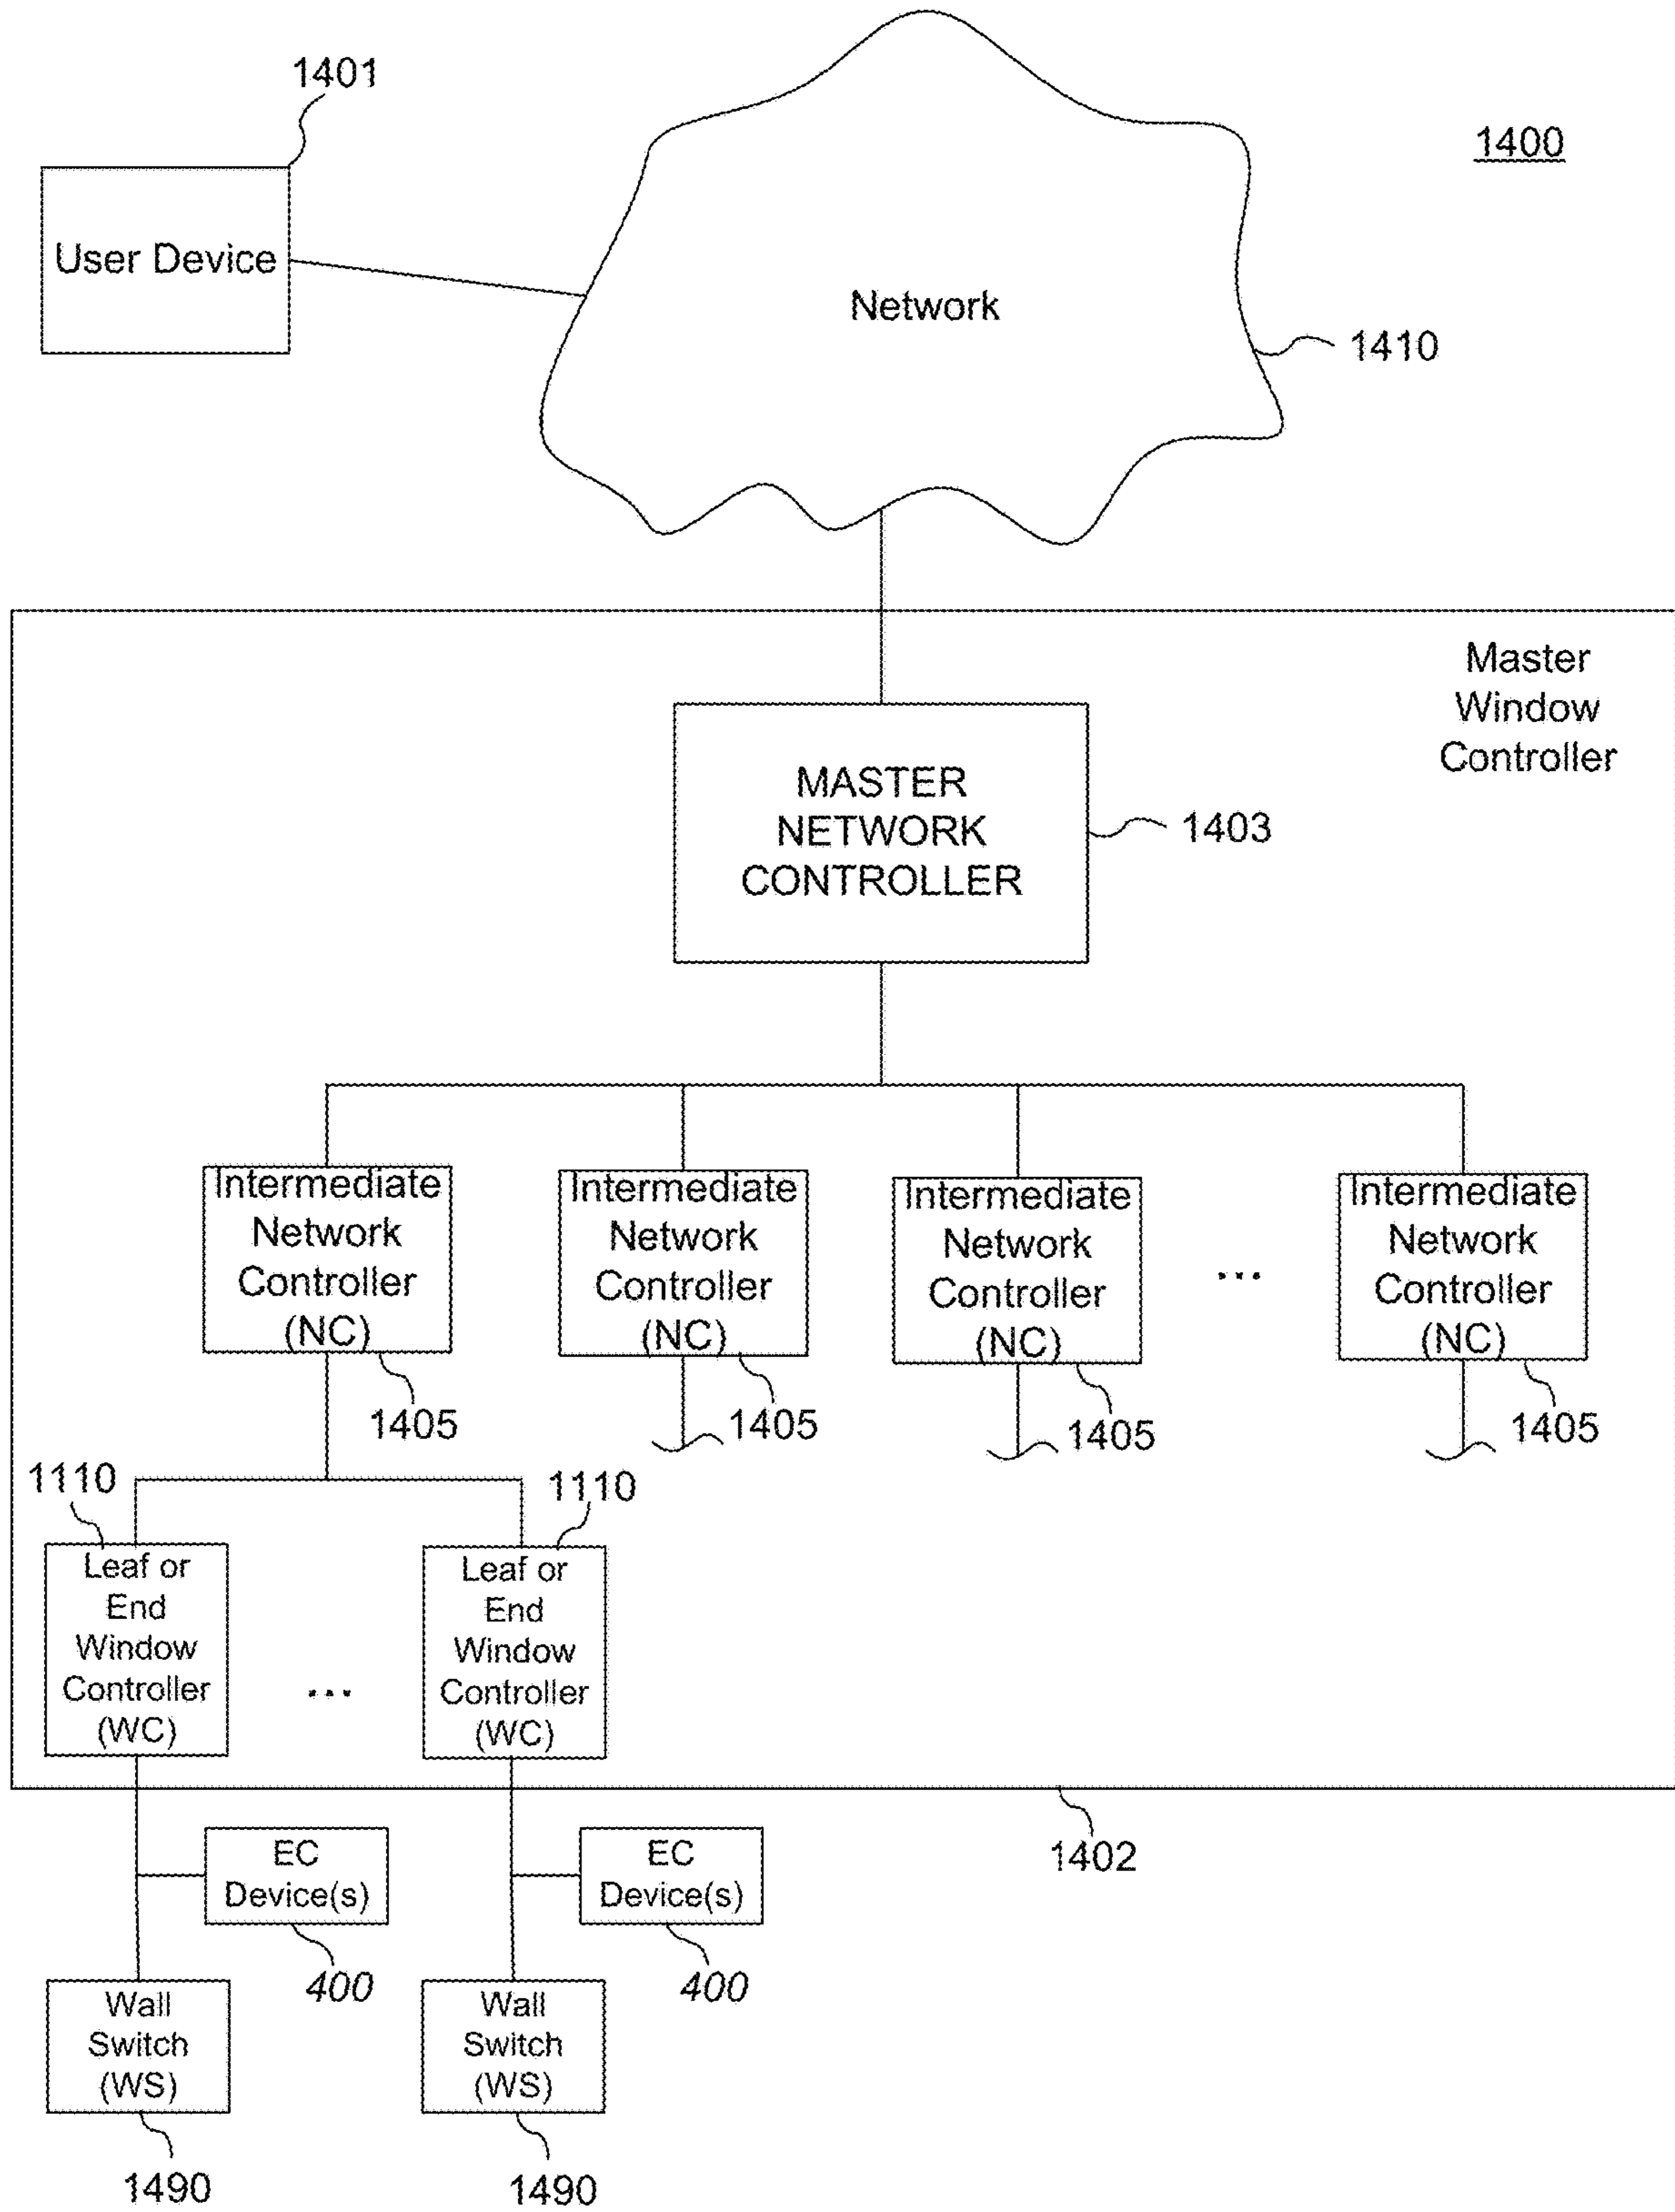 1401
1400
User Device
Network
1410
Master
Window
Controller
MASTER
NETWORK
CONTROLLER
1403
Intermediate
Network
Controller
(NC)
1405
Intermediate
Network
Controller
(NC)
1405
Intermediate
Network
Controller
(NC)
1405
...
Intermediate
Network
Controller
(NC)
1405
1110
Leaf or
End
Window
Controller
(WC)
...
1110
Leaf or
End
Window
Controller
(WC)
1402
EC
Device(s)
400
EC
Device(s)
400
Wall
Switch
(WS)
1490
Wall
Switch
(WS)
1490